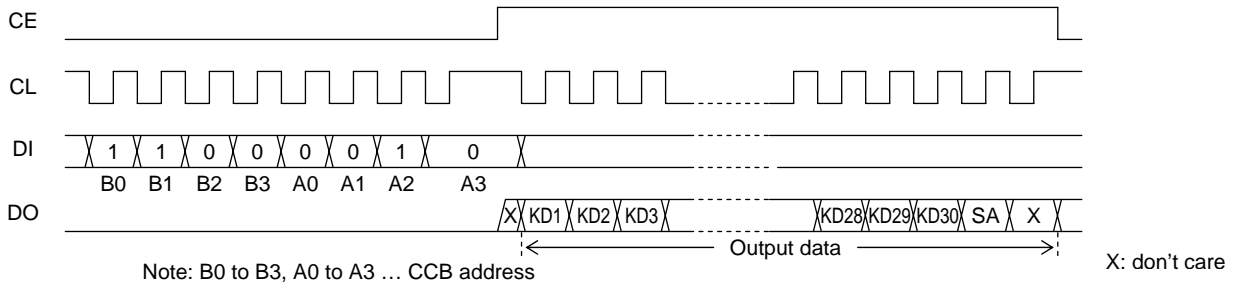 CE
CL
DI 1 1 0 0 0 0 1 0
B0 B1 B2 B3 A0 A1 A2 A3
DO X KD1 KD2 KD3 KD28 KD29 KD30 SA X
Output data
X: don't care
Note: B0 to B3, A0 to A3 … CCB address